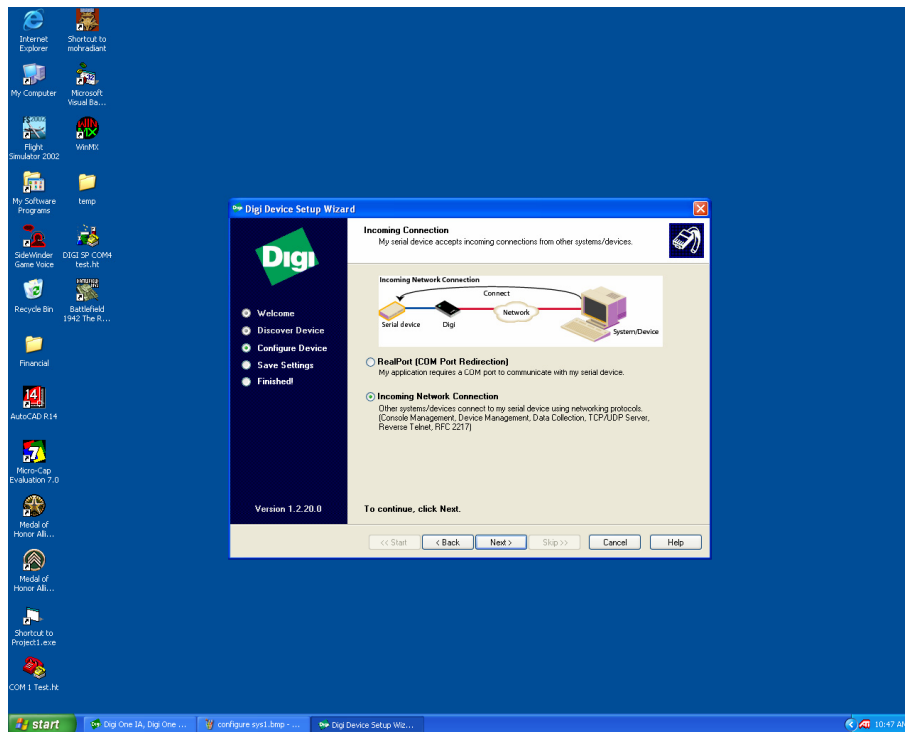 Internet
Explorer
Shortcut to
mohradiant
My Computer
Microsoft
Visual Ba...
Flight
Simulator 2002
WinMX
My Software
Programs
temp
SideWinder
Game Voice
DIGI SP COM4
test.ht
Recycle Bin
Battlefield
1942 The R...
Financial
AutoCAD R14
Micro-Cap
Evaluation 7.0
Medal of
Honor Alli...
Medal of
Honor Alli...
Shortcut to
Project1.exe
COM 1 Test.ht
Digi Device Setup Wizard
Digi
Welcome
Discover Device
Configure Device
Save Settings
Finished!
Version 1.2.20.0
Incoming Connection
My serial device accepts incoming connections from other systems/devices.
Incoming Network Connection
Connect
Network
Serial device
Digi
System/Device
RealPort (COM Port Redirection)
My application requires a COM port to communicate with my serial device.
Incoming Network Connection
Other systems/devices connect to my serial device using networking protocols.
(Console Management, Device Management, Data Collection, TCP/UDP Server,
Reverse Telnet, RFC 2217)
To continue, click Next.
<< Start
< Back
Next >
Skip >>
Cancel
Help
start
Digi One IA, Digi One ...
configure sys1.bmp - ...
Digi Device Setup Wiz...
ATI
10:47 AM